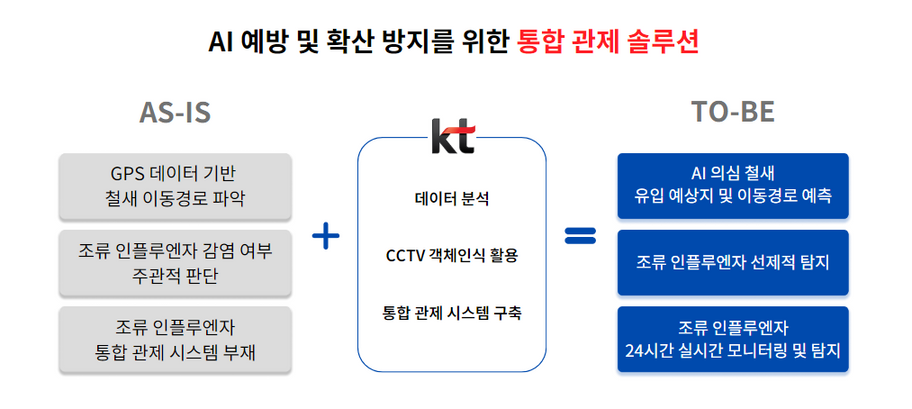 AI 예방 및 확산 방지를 위한 통합 관제 솔루션
AS-IS
GPS 데이터 기반
철새 이동경로 파악
조류 인플루엔자 감염 여부
주관적 판단
조류 인플루엔자
통합 관제 시스템 부재
+
kt
데이터 분석
CCTV 객체인식 활용
통합 관제 시스템 구축
=
TO-BE
AI 의심 철새
유입 예상지 및 이동경로 예측
조류 인플루엔자 선제적 탐지
조류 인플루엔자
24시간 실시간 모니터링 및 탐지